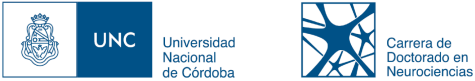 UNC
Universidad
Nacional
de Córdoba
Carrera de
Doctorado en
Neurociencias